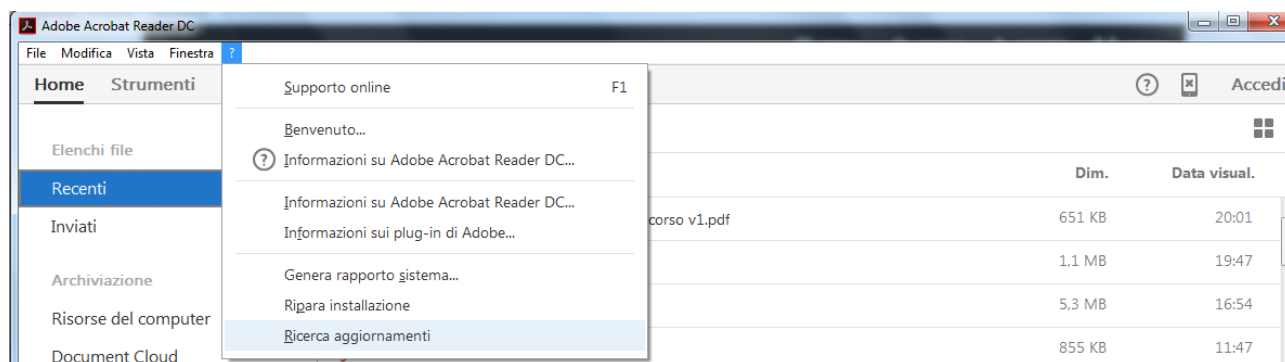 Adobe Acrobat Reader DC
File Modifica Vista Finestra ?
Home Strumenti Accedi
Supporto online F1
Benvenuto...
Informazioni su Adobe Acrobat Reader DC...
Informazioni su Adobe Acrobat Reader DC...
Informazioni sui plug-in di Adobe...
Genera rapporto sistema...
Ripara installazione
Ricerca aggiornamenti
Elenchi file
Recenti
Inviati
Archiviazione
Risorse del computer
Document Cloud
Dim. Data visual.
corso v1.pdf 651 KB 20:01
1,1 MB 19:47
5,3 MB 16:54
855 KB 11:47